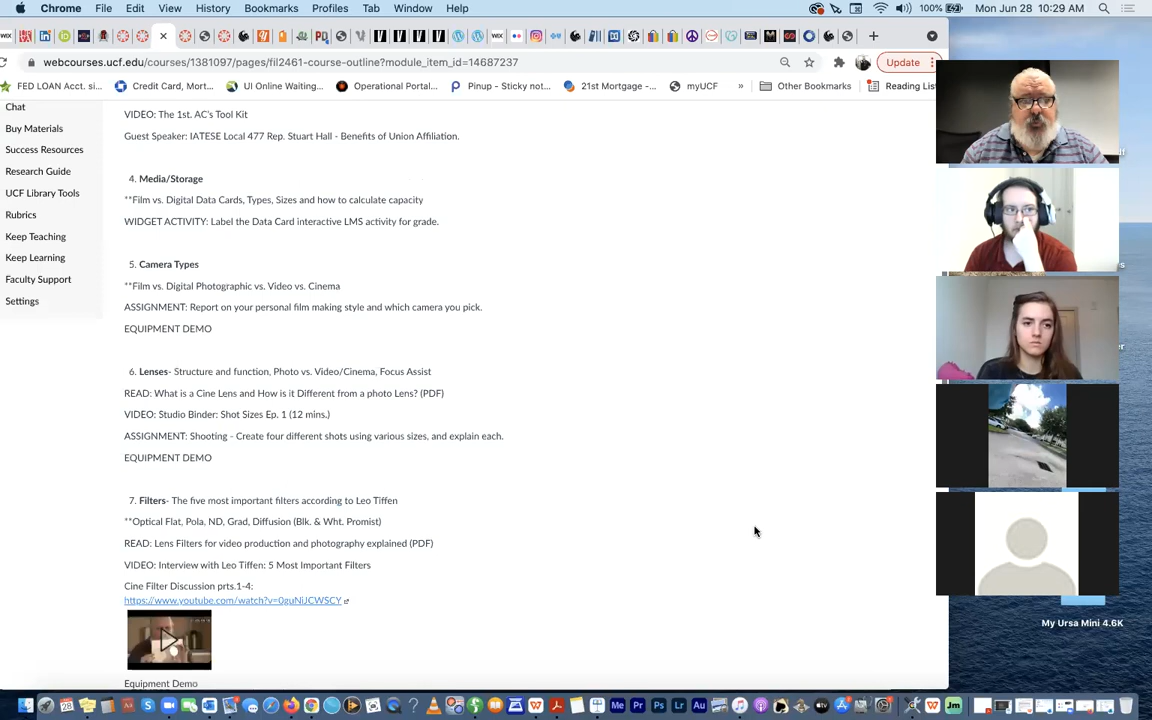 Chrome File Edit View History Bookmarks Profiles Tab Window Help 100% Mon Jun 28 10:29 AM
webcourses.ucf.edu/courses/1381097/pages/fil2461-course-outline?module_item_id=14687237 Update
FED LOAN Acct. si... Credit Card, Mort... UI Online Waiting... Operational Portal... Pinup - Sticky not... 21st Mortgage -... myUCF » Other Bookmarks Reading List
Chat
Buy Materials
Success Resources
Research Guide
UCF Library Tools
Rubrics
Keep Teaching
Keep Learning
Faculty Support
Settings
VIDEO: The 1st. AC's Tool Kit
Guest Speaker: IATESE Local 477 Rep. Stuart Hall - Benefits of Union Affiliation.
4. Media/Storage
**Film vs. Digital Data Cards, Types, Sizes and how to calculate capacity
WIDGET ACTIVITY: Label the Data Card interactive LMS activity for grade.
5. Camera Types
**Film vs. Digital Photographic vs. Video vs. Cinema
ASSIGNMENT: Report on your personal film making style and which camera you pick.
EQUIPMENT DEMO
6. Lenses- Structure and function, Photo vs. Video/Cinema, Focus Assist
READ: What is a Cine Lens and How is it Different from a photo Lens? (PDF)
VIDEO: Studio Binder: Shot Sizes Ep. 1 (12 mins.)
ASSIGNMENT: Shooting - Create four different shots using various sizes, and explain each.
EQUIPMENT DEMO
7. Filters- The five most important filters according to Leo Tiffen
**Optical Flat, Pola, ND, Grad, Diffusion (Blk. & Wht. Promist)
READ: Lens Filters for video production and photography explained (PDF)
VIDEO: Interview with Leo Tiffen: 5 Most Important Filters
Cine Filter Discussion prts.1-4:
https://www.youtube.com/watch?v=0guNiJCWSCY
Equipment Demo
My Ursa Mini 4.6K